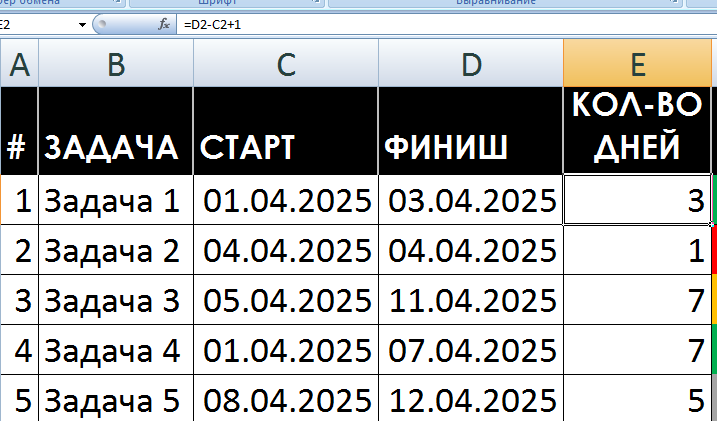 Шрифт
E2 fx =D2-C2+1
A B C D E
# ЗАДАЧА СТАРТ ФИНИШ КОЛ-ВО ДНЕЙ
1 Задача 1 01.04.2025 03.04.2025 3
2 Задача 2 04.04.2025 04.04.2025 1
3 Задача 3 05.04.2025 11.04.2025 7
4 Задача 4 01.04.2025 07.04.2025 7
5 Задача 5 08.04.2025 12.04.2025 5